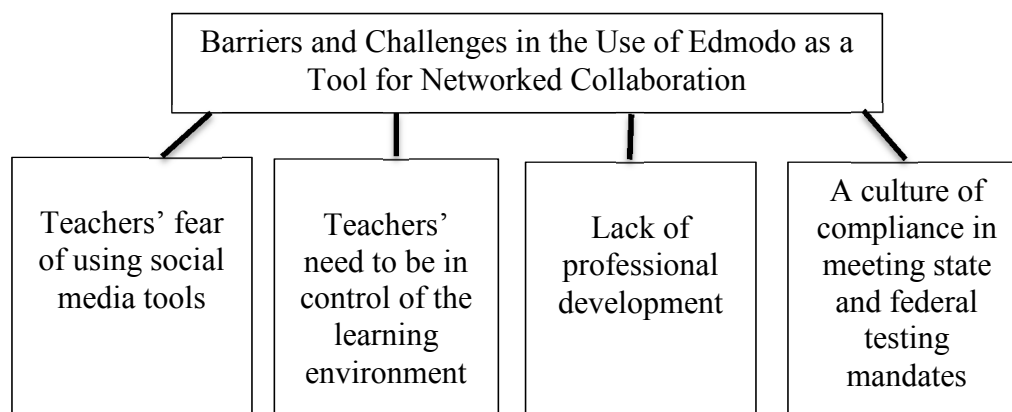 Barriers and Challenges in the Use of Edmodo as a
Tool for Networked Collaboration
Teachers’ fear
of using social
media tools
Teachers’
need to be in
control of the
learning
environment
Lack of
professional
development
A culture of
compliance in
meeting state
and federal
testing
mandates